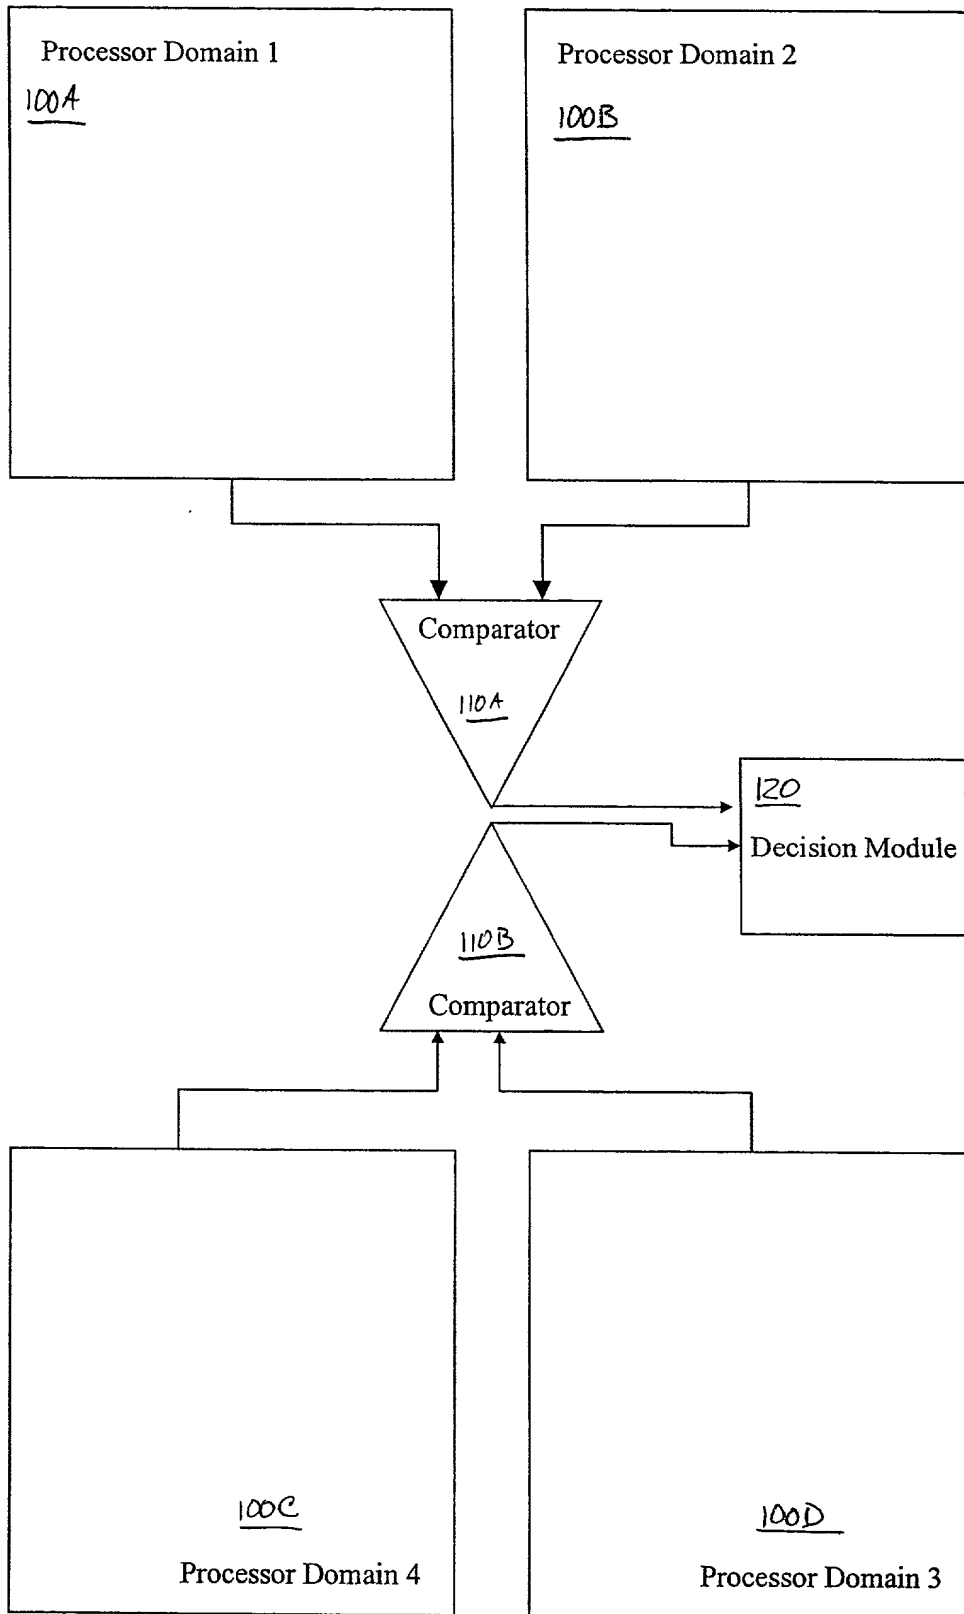 Processor Domain 1
100A
Processor Domain 2
100B
Comparator
110A
120
Decision Module
110B
Comparator
100C
Processor Domain 4
100D
Processor Domain 3